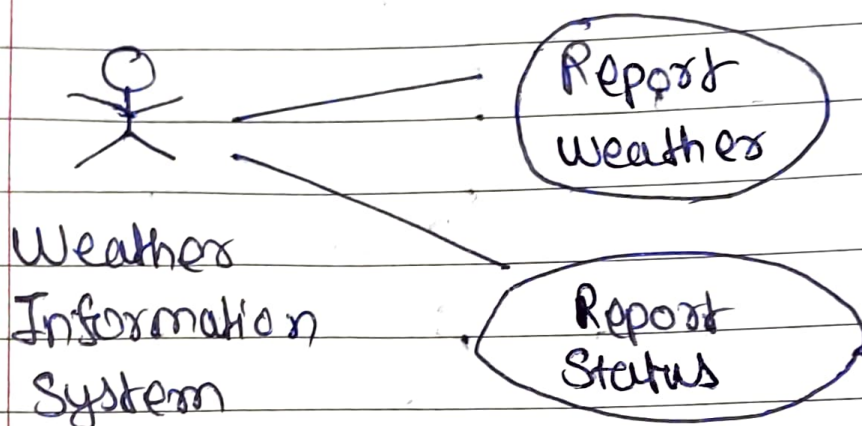 Report
Weather
Weather
Information
System
Report
Status